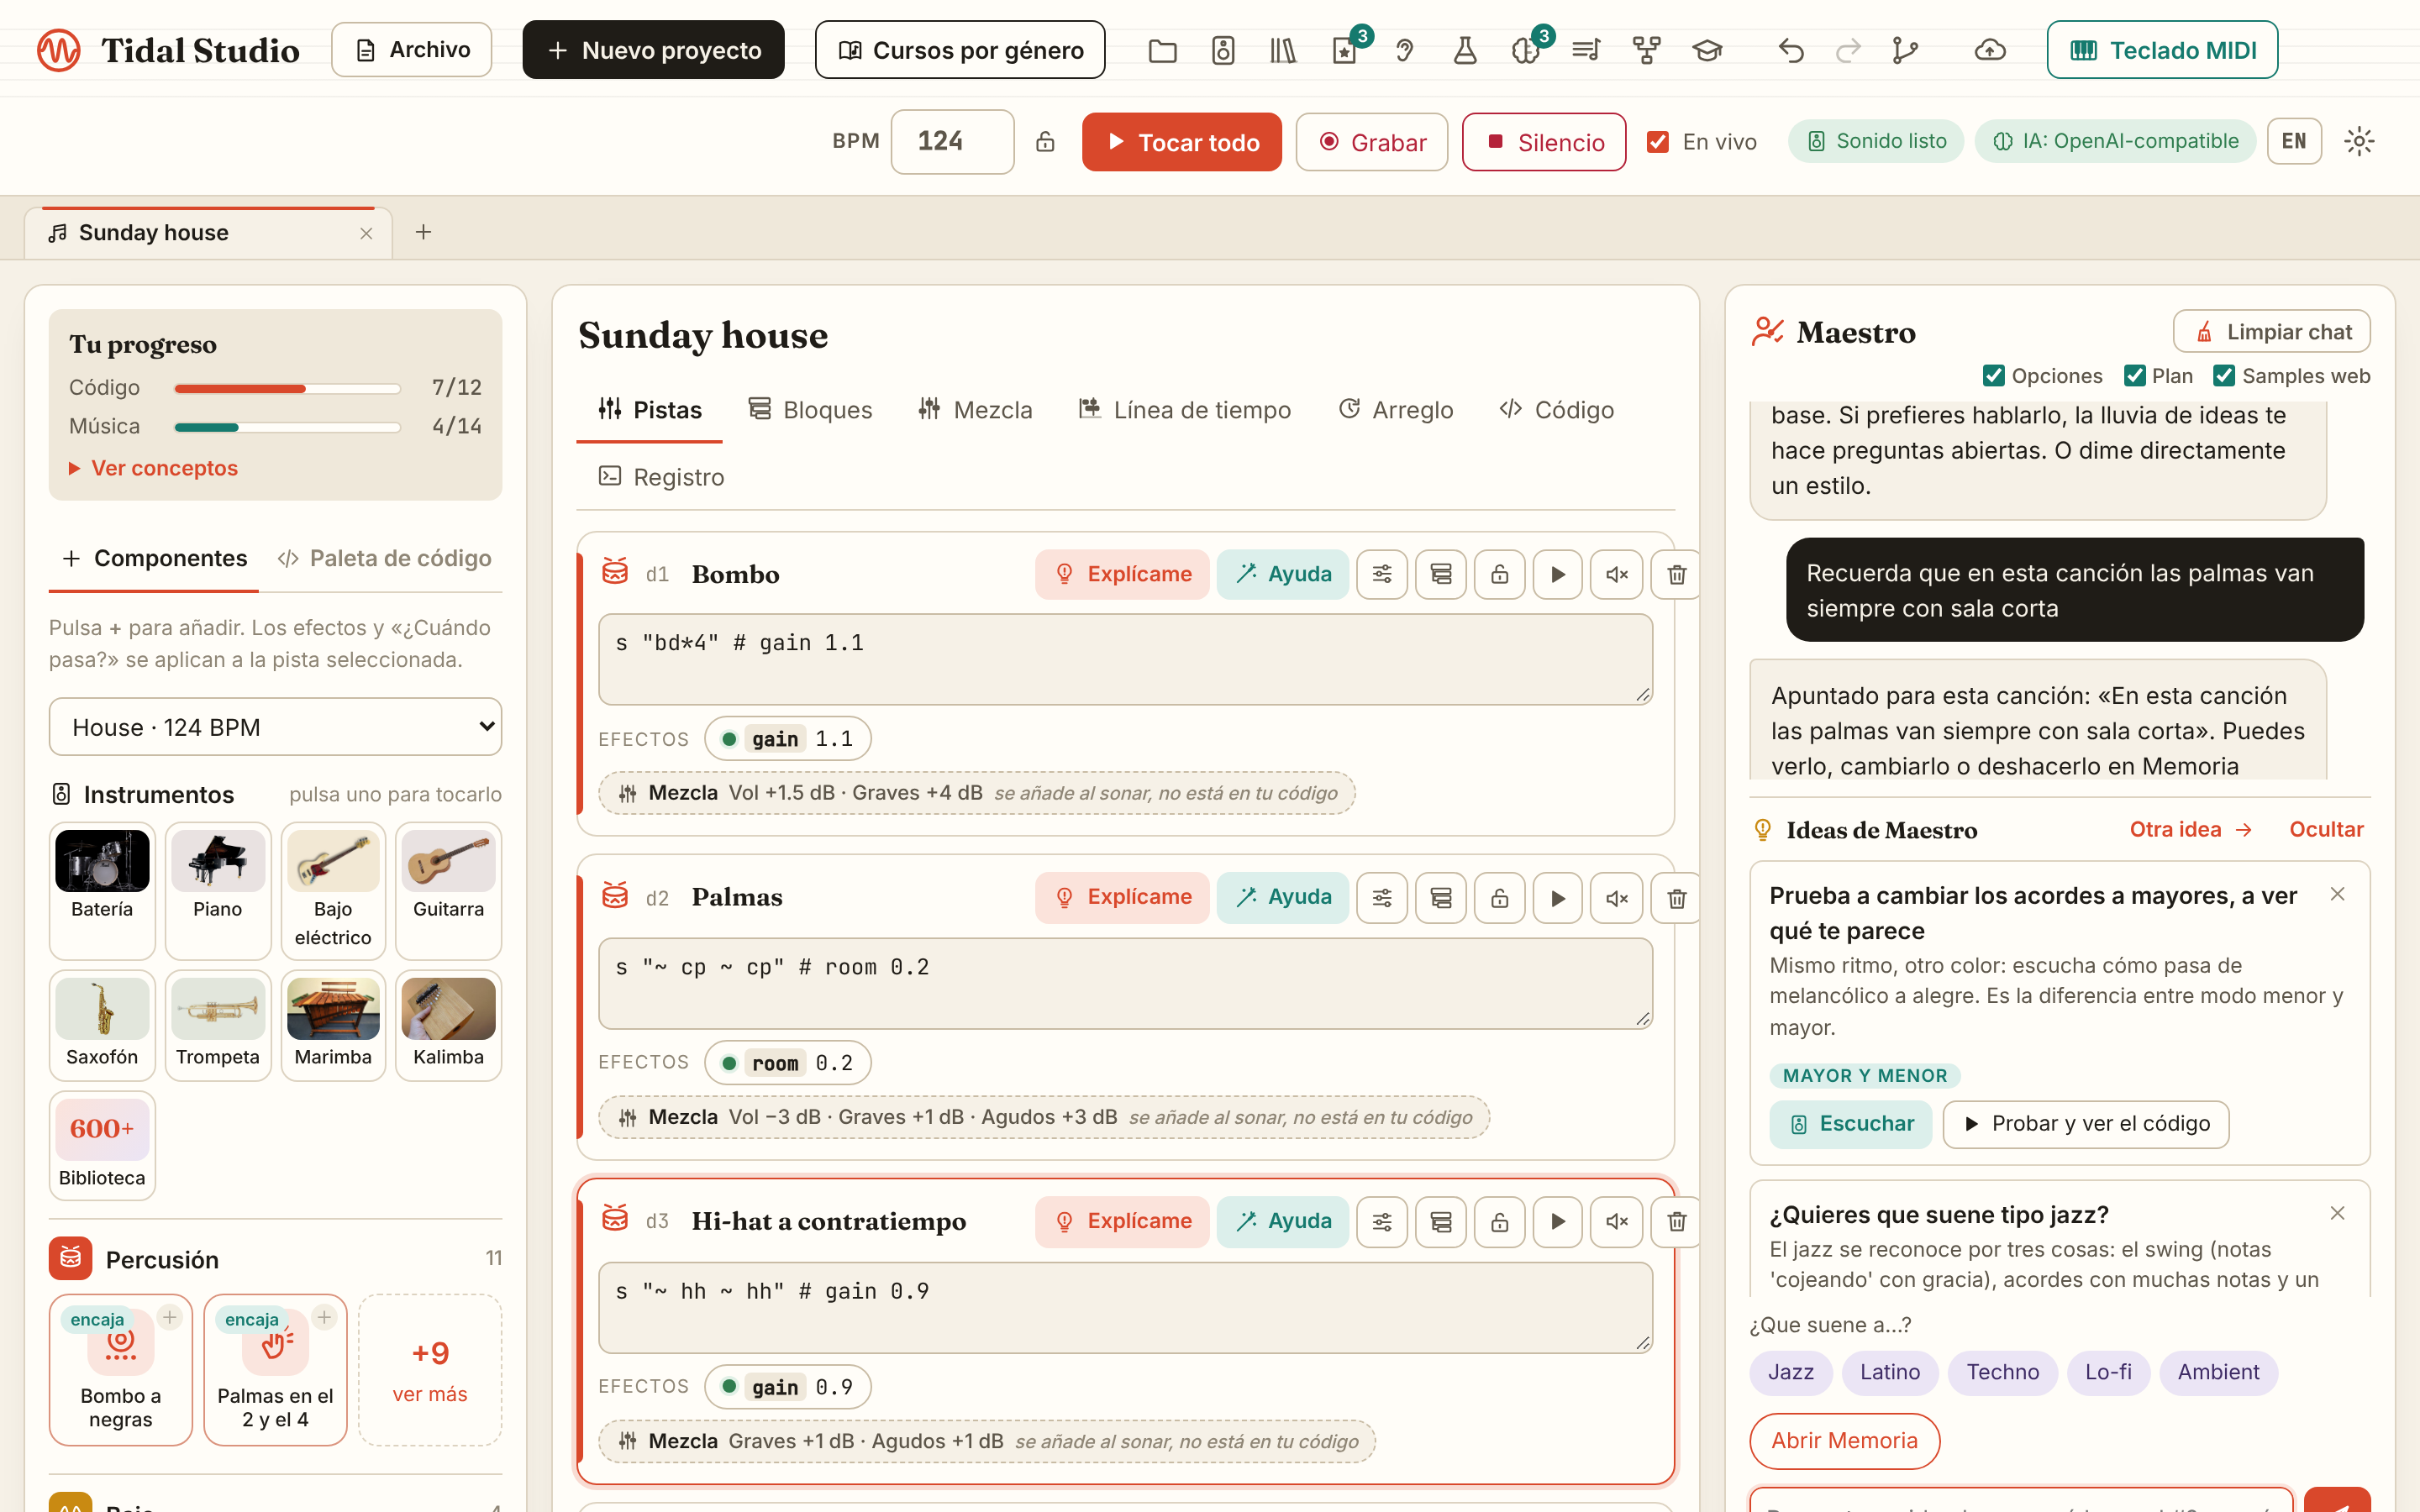 Tidal Studio
Archivo
Nuevo proyecto
Cursos por género
3
3
Teclado MIDI
BPM
124
Tocar todo
Grabar
Silencio
En vivo
Sonido listo
IA: OpenAI-compatible
EN
Sunday house
Tu progreso
Código 7/12
Música 4/14
Ver conceptos
Componentes
Paleta de código
Pulsa + para añadir. Los efectos y «¿Cuándo
pasa?» se aplican a la pista seleccionada.
House · 124 BPM
Instrumentos
pulsa uno para tocarlo
Batería
Piano
Bajo
eléctrico
Guitarra
Saxofón
Trompeta
Marimba
Kalimba
600+
Biblioteca
Percusión
11
encaja
Bombo a
negras
encaja
Palmas en el
2 y el 4
+9
ver más
Sunday house
Pistas
Bloques
Mezcla
Línea de tiempo
Arreglo
Código
Registro
d1 Bombo
Explícame
Ayuda
s "bd*4" # gain 1.1
EFECTOS
gain 1.1
Mezcla Vol +1.5 dB · Graves +4 dB se añade al sonar, no está en tu código
d2 Palmas
Explícame
Ayuda
s "~ cp ~ cp" # room 0.2
EFECTOS
room 0.2
Mezcla Vol −3 dB · Graves +1 dB · Agudos +3 dB se añade al sonar, no está en tu código
d3 Hi-hat a contratiempo
Explícame
Ayuda
s "~ hh ~ hh" # gain 0.9
EFECTOS
gain 0.9
Mezcla Graves +1 dB · Agudos +1 dB se añade al sonar, no está en tu código
Maestro
Limpiar chat
Opciones
Plan
Samples web
base. Si prefieres hablarlo, la lluvia de ideas te
hace preguntas abiertas. O dime directamente
un estilo.
Recuerda que en esta canción las palmas van
siempre con sala corta
Apuntado para esta canción: «En esta canción
las palmas van siempre con sala corta». Puedes
verlo, cambiarlo o deshacerlo en Memoria
Ideas de Maestro
Otra idea →
Ocultar
Prueba a cambiar los acordes a mayores, a ver
qué te parece
Mismo ritmo, otro color: escucha cómo pasa de
melancólico a alegre. Es la diferencia entre modo menor y
mayor.
MAYOR Y MENOR
Escuchar
Probar y ver el código
¿Quieres que suene tipo jazz?
El jazz se reconoce por tres cosas: el swing (notas
'cojeando' con gracia), acordes con muchas notas y un
¿Que suene a...?
Jazz
Latino
Techno
Lo-fi
Ambient
Abrir Memoria